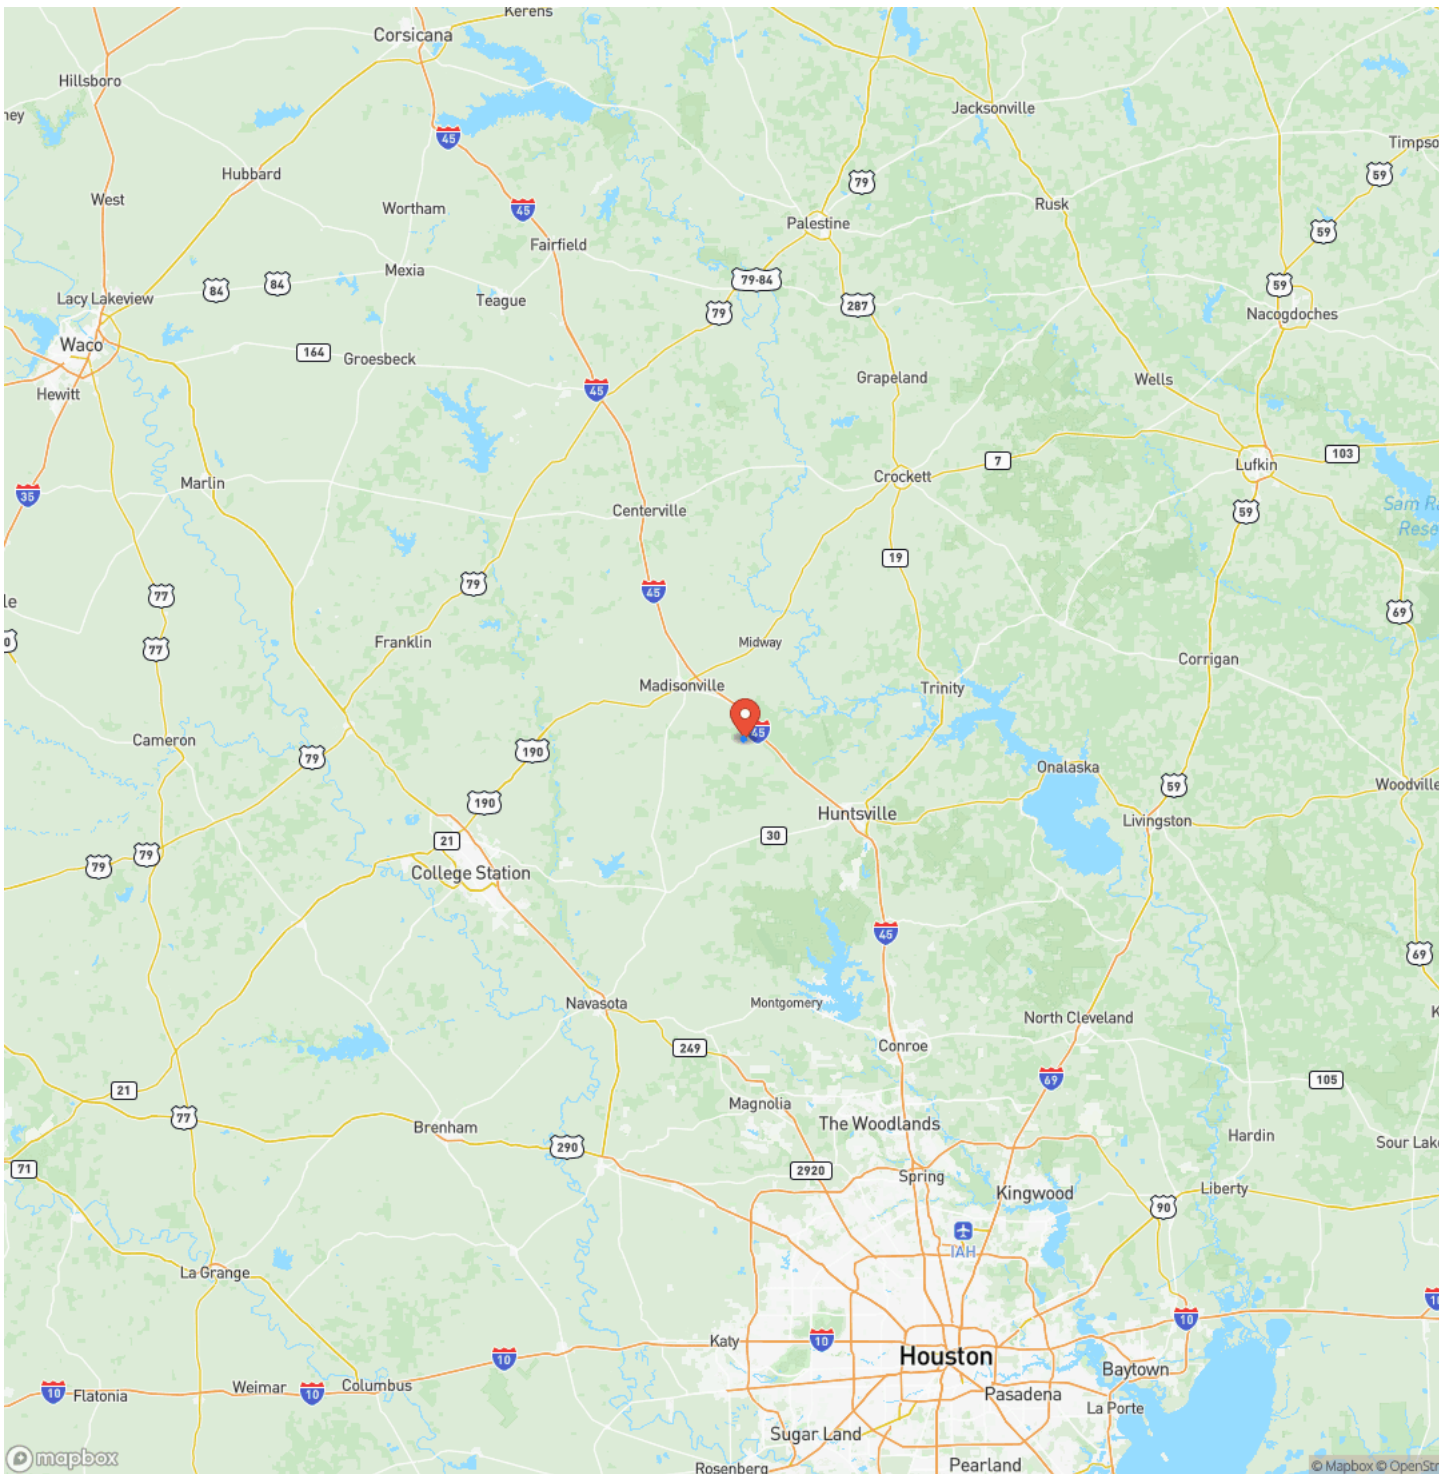 Kerens
Corsicana
Hillsboro
ney
Jacksonville
45
Timpso
Hubbard
79
59
West
Wortham
45
Rusk
Palestine
59
Fairfield
Mexia
84
84
79-84
59
Lacy Lakeview
Teague
79
287
Nacogdoches
Waco
164
Groesbeck
Grapeland
Wells
Hewitt
45
7
103
Lufkin
Crockett
Marlin
35
Sam Ra
Rese
Centerville
59
19
79
45
77
le
69
0
Franklin
Midway
77
Corrigan
Madisonville
Trinity
45
Cameron
190
79
Onalaska
59
Woodville
190
Huntsville
Livingston
30
21
79
79
College Station
45
69
Navasota
Montgomery
North Cleveland
K
249
Conroe
69
105
21
Magnolia
77
The Woodlands
Brenham
Hardin
Sour Lake
290
71
2920
Spring
Kingwood
Liberty
90
IAH
La Grange
10
10
Katy
10
Houston
10
Baytown
10
Flatonia
Weimar
10
Columbus
Pasadena
La Porte
Sugar Land
mapbox
Rosenberg
Pearland
© Mapbox © OpenStr